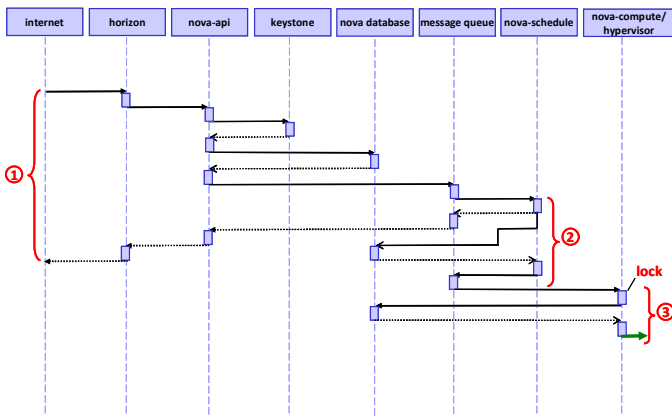 internet
horizon
nova-api
keystone
nova database
message queue
nova-schedule
nova-compute/
hypervisor
①
②
lock
③